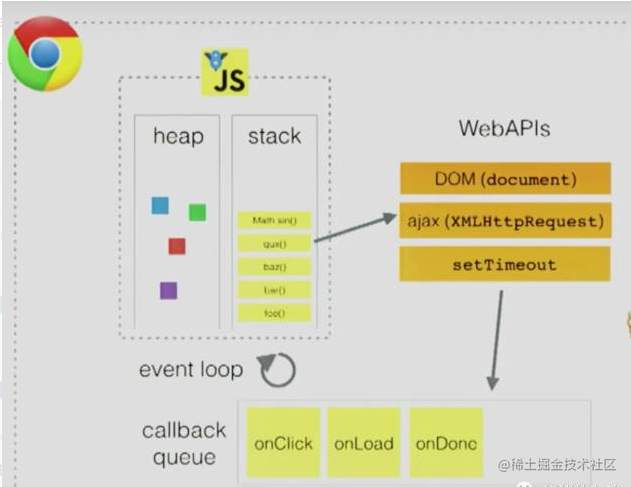 JS
heap
stack
Math sin()
qux()
baz()
bar()
foo()
WebAPIs
DOM (document)
ajax (XMLHttpRequest)
setTimeout
event loop
callback
queue
onClick
onLoad
onDone
@稀土掘金技术社区